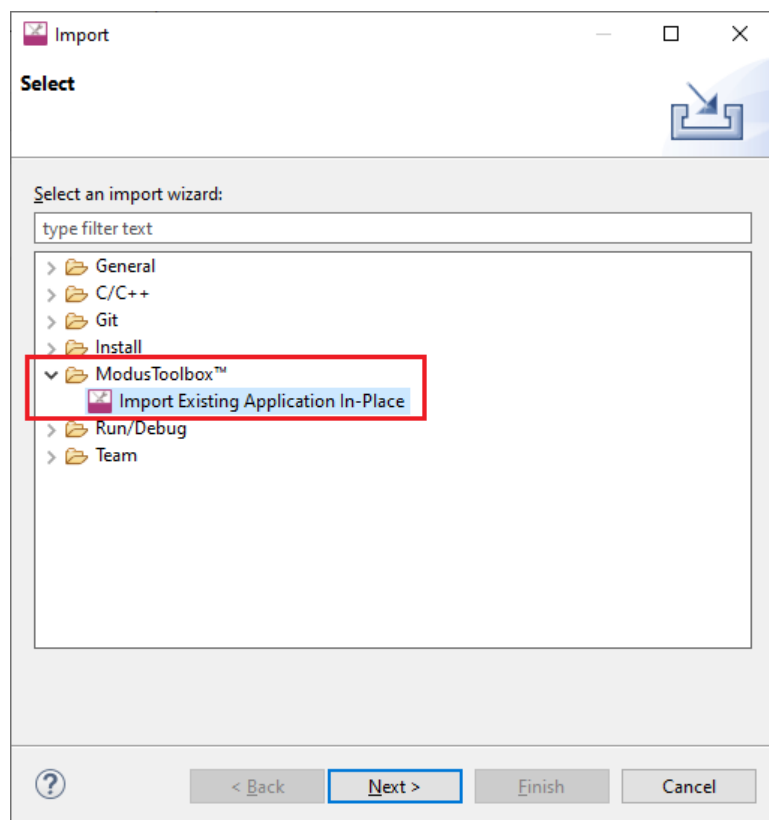 Import
Select
Select an import wizard:
type filter text
General
C/C++
Git
Install
ModusToolbox™
Import Existing Application In-Place
Run/Debug
Team
?
< Back
Next >
Finish
Cancel